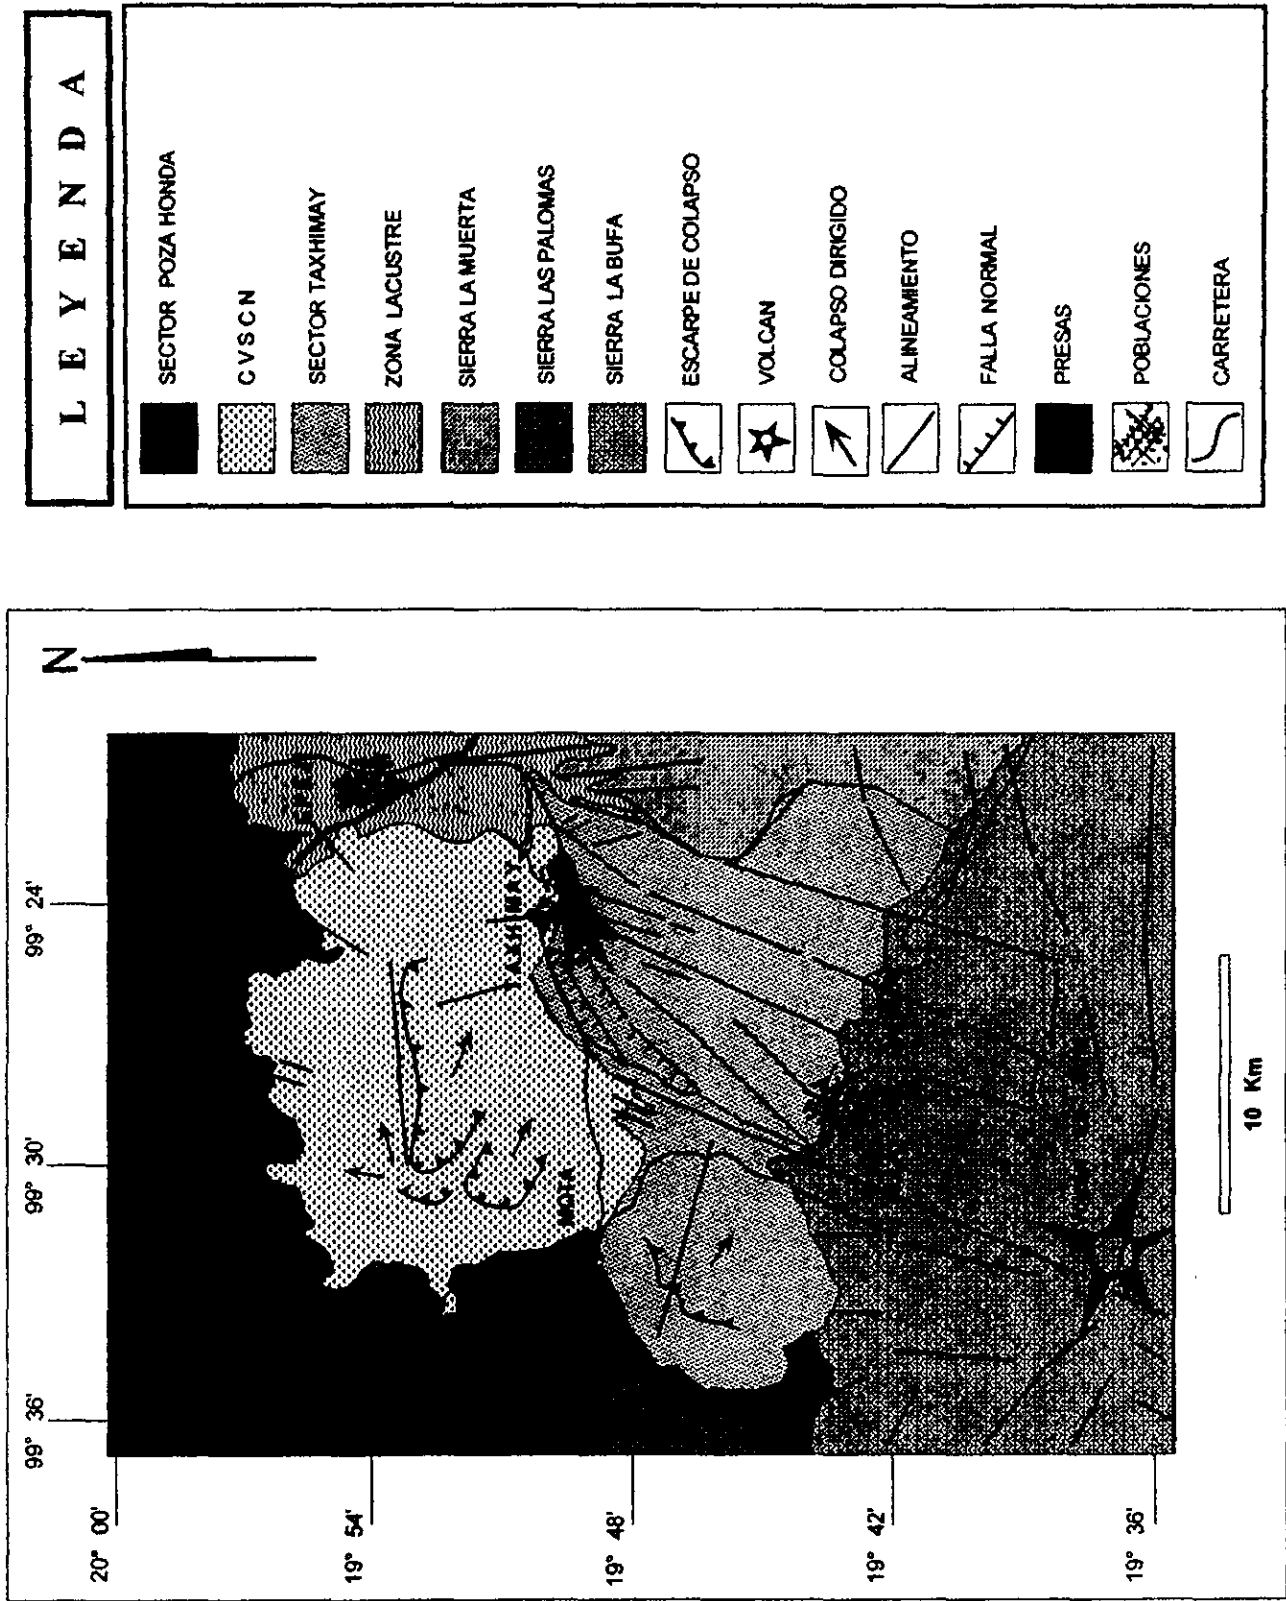 L E Y E N D A
SECTOR POZA HONDA
C V S C N
SECTOR TAXHIMAY
ZONA LACUSTRE
SIERRA LA MUERTA
SIERRA LAS PALOMAS
SIERRA LA BUFA
ESCARPE DE COLAPSO
VOLCAN
COLAPSO DIRIGIDO
ALINEAMIENTO
FALLA NORMAL
PRESAS
POBLACIONES
CARRETERA
N
99° 36'
99° 30'
99° 24'
20° 00'
19° 54'
19° 48'
19° 42'
19° 36'
TAXHIMAY
MOTA
10 Km